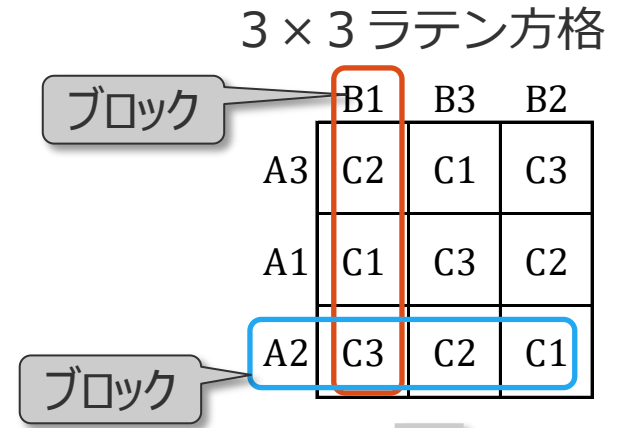 3×3ラテン方格
ブロック
B1 B3 B2
A3 C2 C1 C3
A1 C1 C3 C2
A2 C3 C2 C1
ブロック